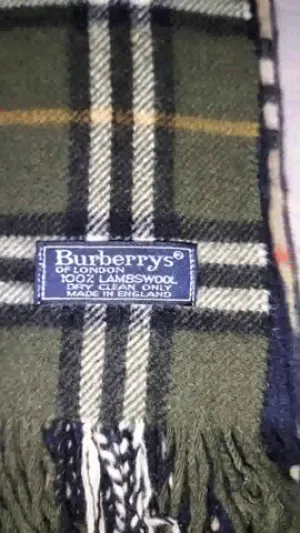 Burberrys®
OF LONDON
100% LAMBSWOOL
DRY CLEAN ONLY
MADE IN ENGLAND